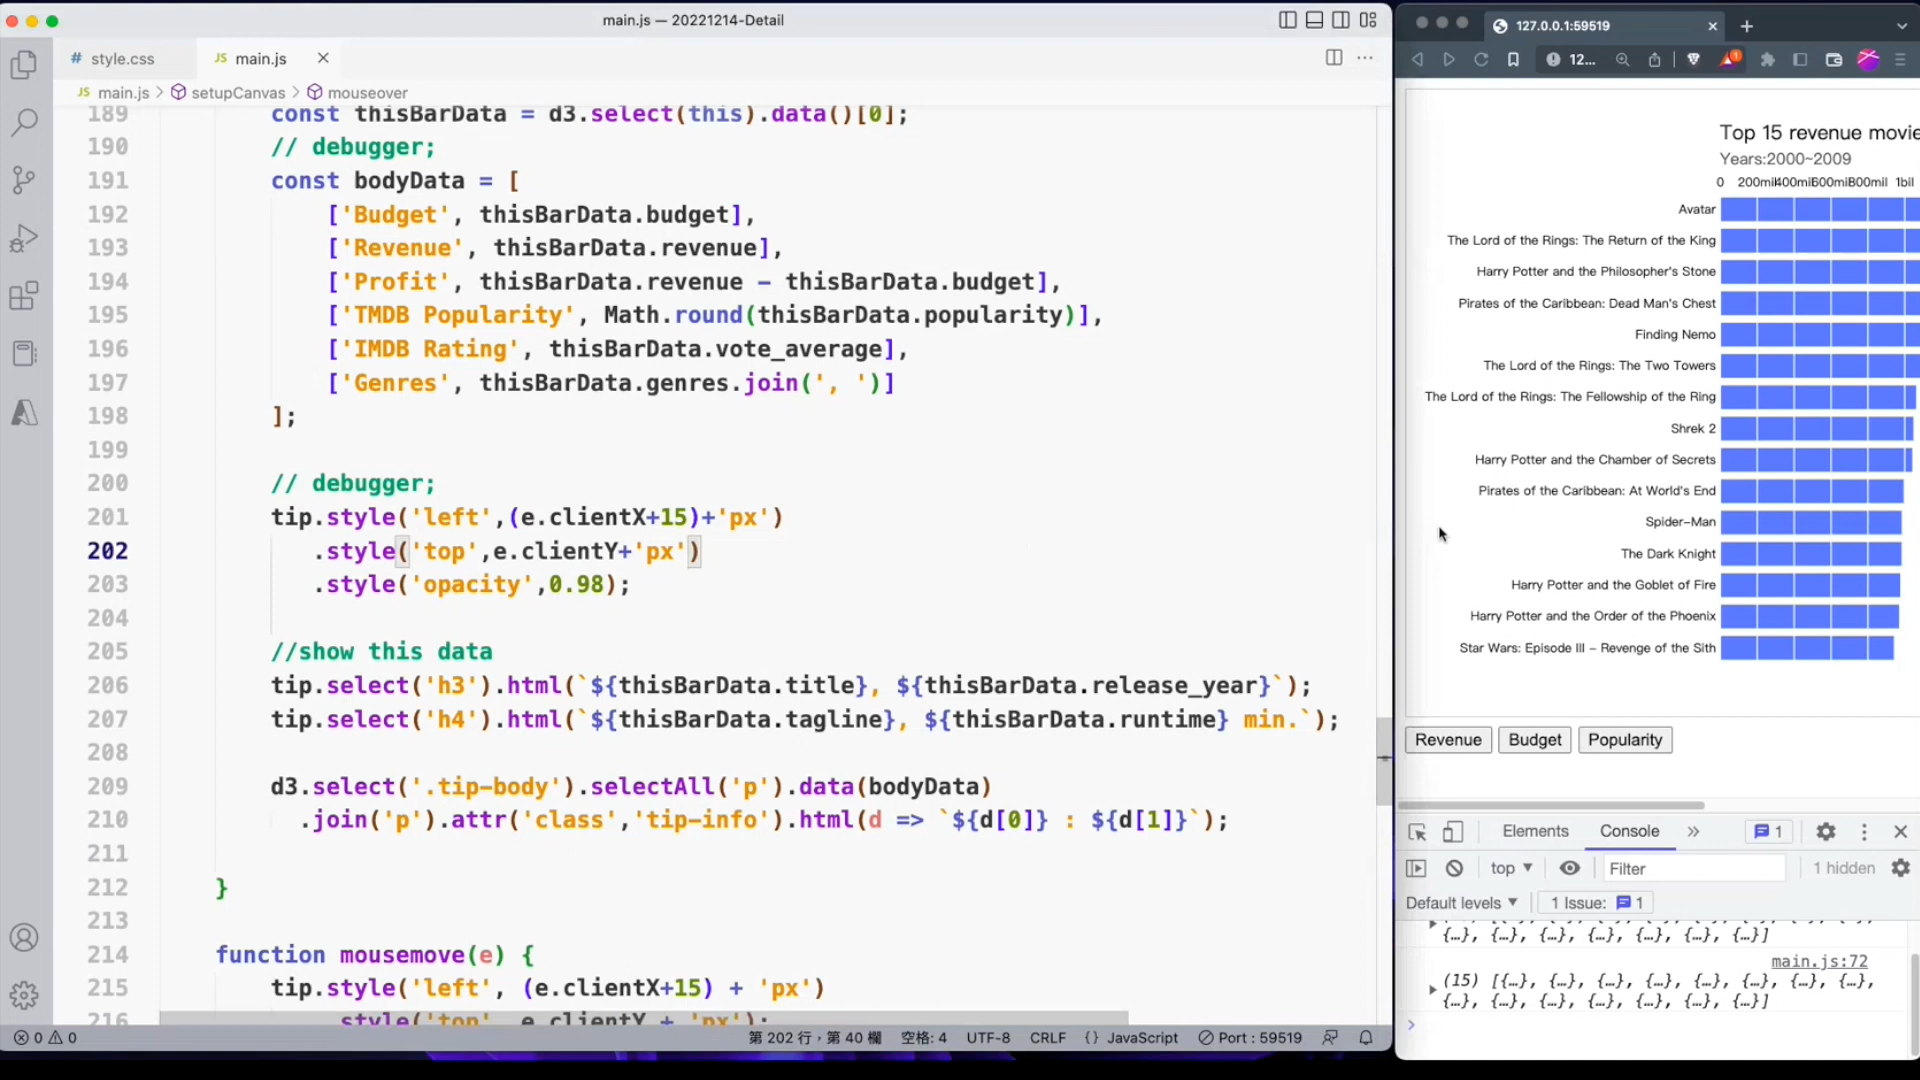 main.js — 20221214-Detail
# style.css
JS main.js
JS main.js > setupCanvas > mouseover
189 const thisBarData = d3.select(this).data()[0];
190 // debugger;
191 const bodyData = [
192 ['Budget', thisBarData.budget],
193 ['Revenue', thisBarData.revenue],
194 ['Profit', thisBarData.revenue - thisBarData.budget],
195 ['TMDB Popularity', Math.round(thisBarData.popularity)],
196 ['IMDB Rating', thisBarData.vote_average],
197 ['Genres', thisBarData.genres.join(', ')]
198 ];
199
200 // debugger;
201 tip.style('left',(e.clientX+15)+'px')
202 .style('top',e.clientY+'px')
203 .style('opacity',0.98);
204
205 //show this data
206 tip.select('h3').html(`${thisBarData.title}, ${thisBarData.release_year}`);
207 tip.select('h4').html(`${thisBarData.tagline}, ${thisBarData.runtime} min.`);
208
209 d3.select('.tip-body').selectAll('p').data(bodyData)
210 .join('p').attr('class','tip-info').html(d => `${d[0]} : ${d[1]}`);
211
212 }
213
214 function mousemove(e) {
215 tip.style('left', (e.clientX+15) + 'px')
216 .style('top', e.clientY + 'px');
0 0
第 202 行，第 40 欄
空格: 4
UTF-8
CRLF
{} JavaScript
Port : 59519
127.0.0.1:59519
12...
1
Top 15 revenue movie
Years:2000~2009
0 200mil 400mil 600mil 800mil 1bil
Avatar
The Lord of the Rings: The Return of the King
Harry Potter and the Philosopher's Stone
Pirates of the Caribbean: Dead Man's Chest
Finding Nemo
The Lord of the Rings: The Two Towers
The Lord of the Rings: The Fellowship of the Ring
Shrek 2
Harry Potter and the Chamber of Secrets
Pirates of the Caribbean: At World's End
Spider-Man
The Dark Knight
Harry Potter and the Goblet of Fire
Harry Potter and the Order of the Phoenix
Star Wars: Episode III – Revenge of the Sith
Revenue Budget Popularity
Elements Console » 1
top Filter 1 hidden
Default levels 1 Issue: 1
{…}, {…}, {…}, {…}, {…}, {…}, {…}]
main.js:72
(15) [{…}, {…}, {…}, {…}, {…}, {…}, {…}, {…},
{…}, {…}, {…}, {…}, {…}, {…}, {…}]